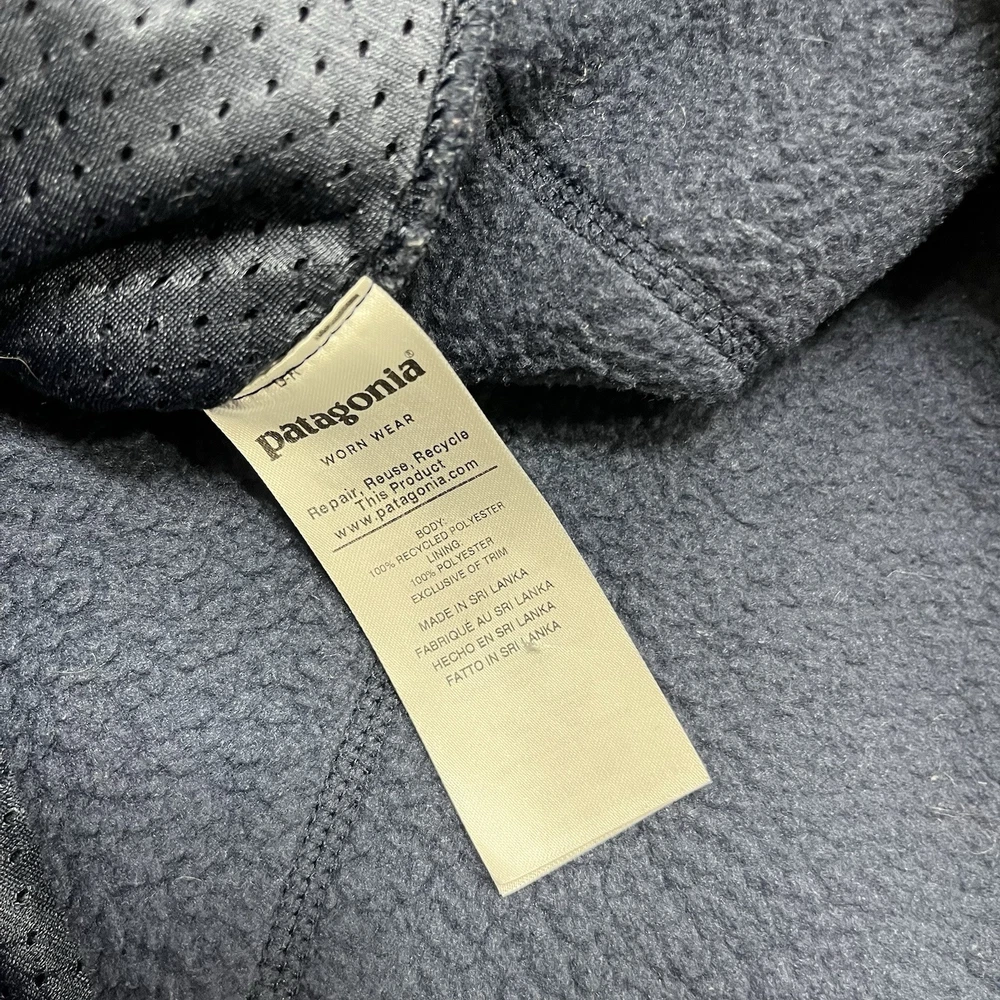 patagonia®
WORN WEAR
Repair, Reuse, Recycle
This Product
www.patagonia.com
BODY:
100% RECYCLED POLYESTER
LINING:
100% POLYESTER
EXCLUSIVE OF TRIM
MADE IN SRI LANKA
FABRIQUÉ AU SRI LANKA
HECHO EN SRI LANKA
FATTO IN SRI LANKA